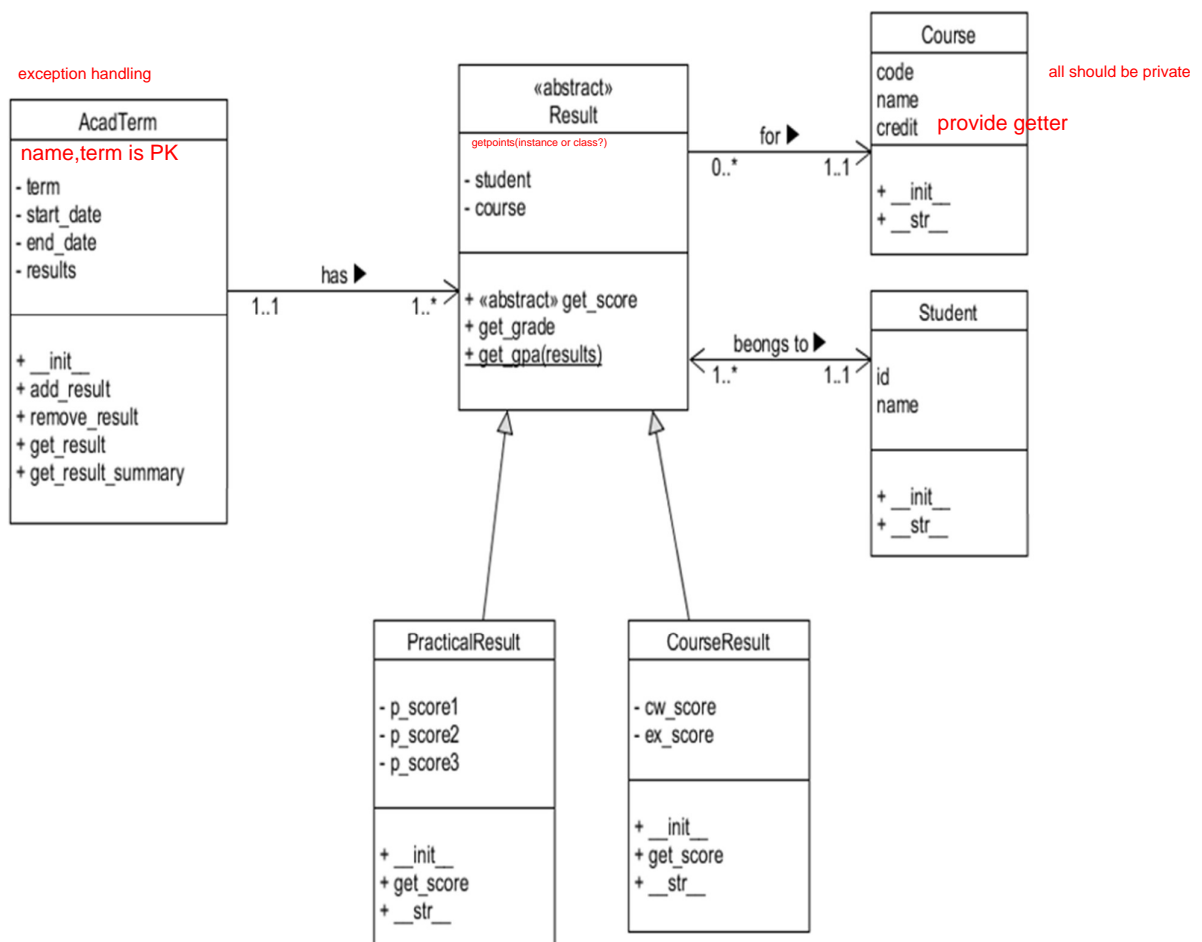 exception handling
AcadTerm
name,term is PK
- term
- start_date
- end_date
- results
+ __init__
+ add_result
+ remove_result
+ get_result
+ get_result_summary
has ▶
1..1
1..*
«abstract»
Result
getpoints(instance or class?)
- student
- course
+ «abstract» get_score
+ get_grade
+ get_gpa(results)
for ▶
0..*
1..1
Course
code
name
credit
provide getter
all should be private
+ __init__
+ __str__
beongs to ▶
1..*
1..1
Student
id
name
+ __init__
+ __str__
PracticalResult
- p_score1
- p_score2
- p_score3
+ __init__
+ get_score
+ __str__
CourseResult
- cw_score
- ex_score
+ __init__
+ get_score
+ __str__